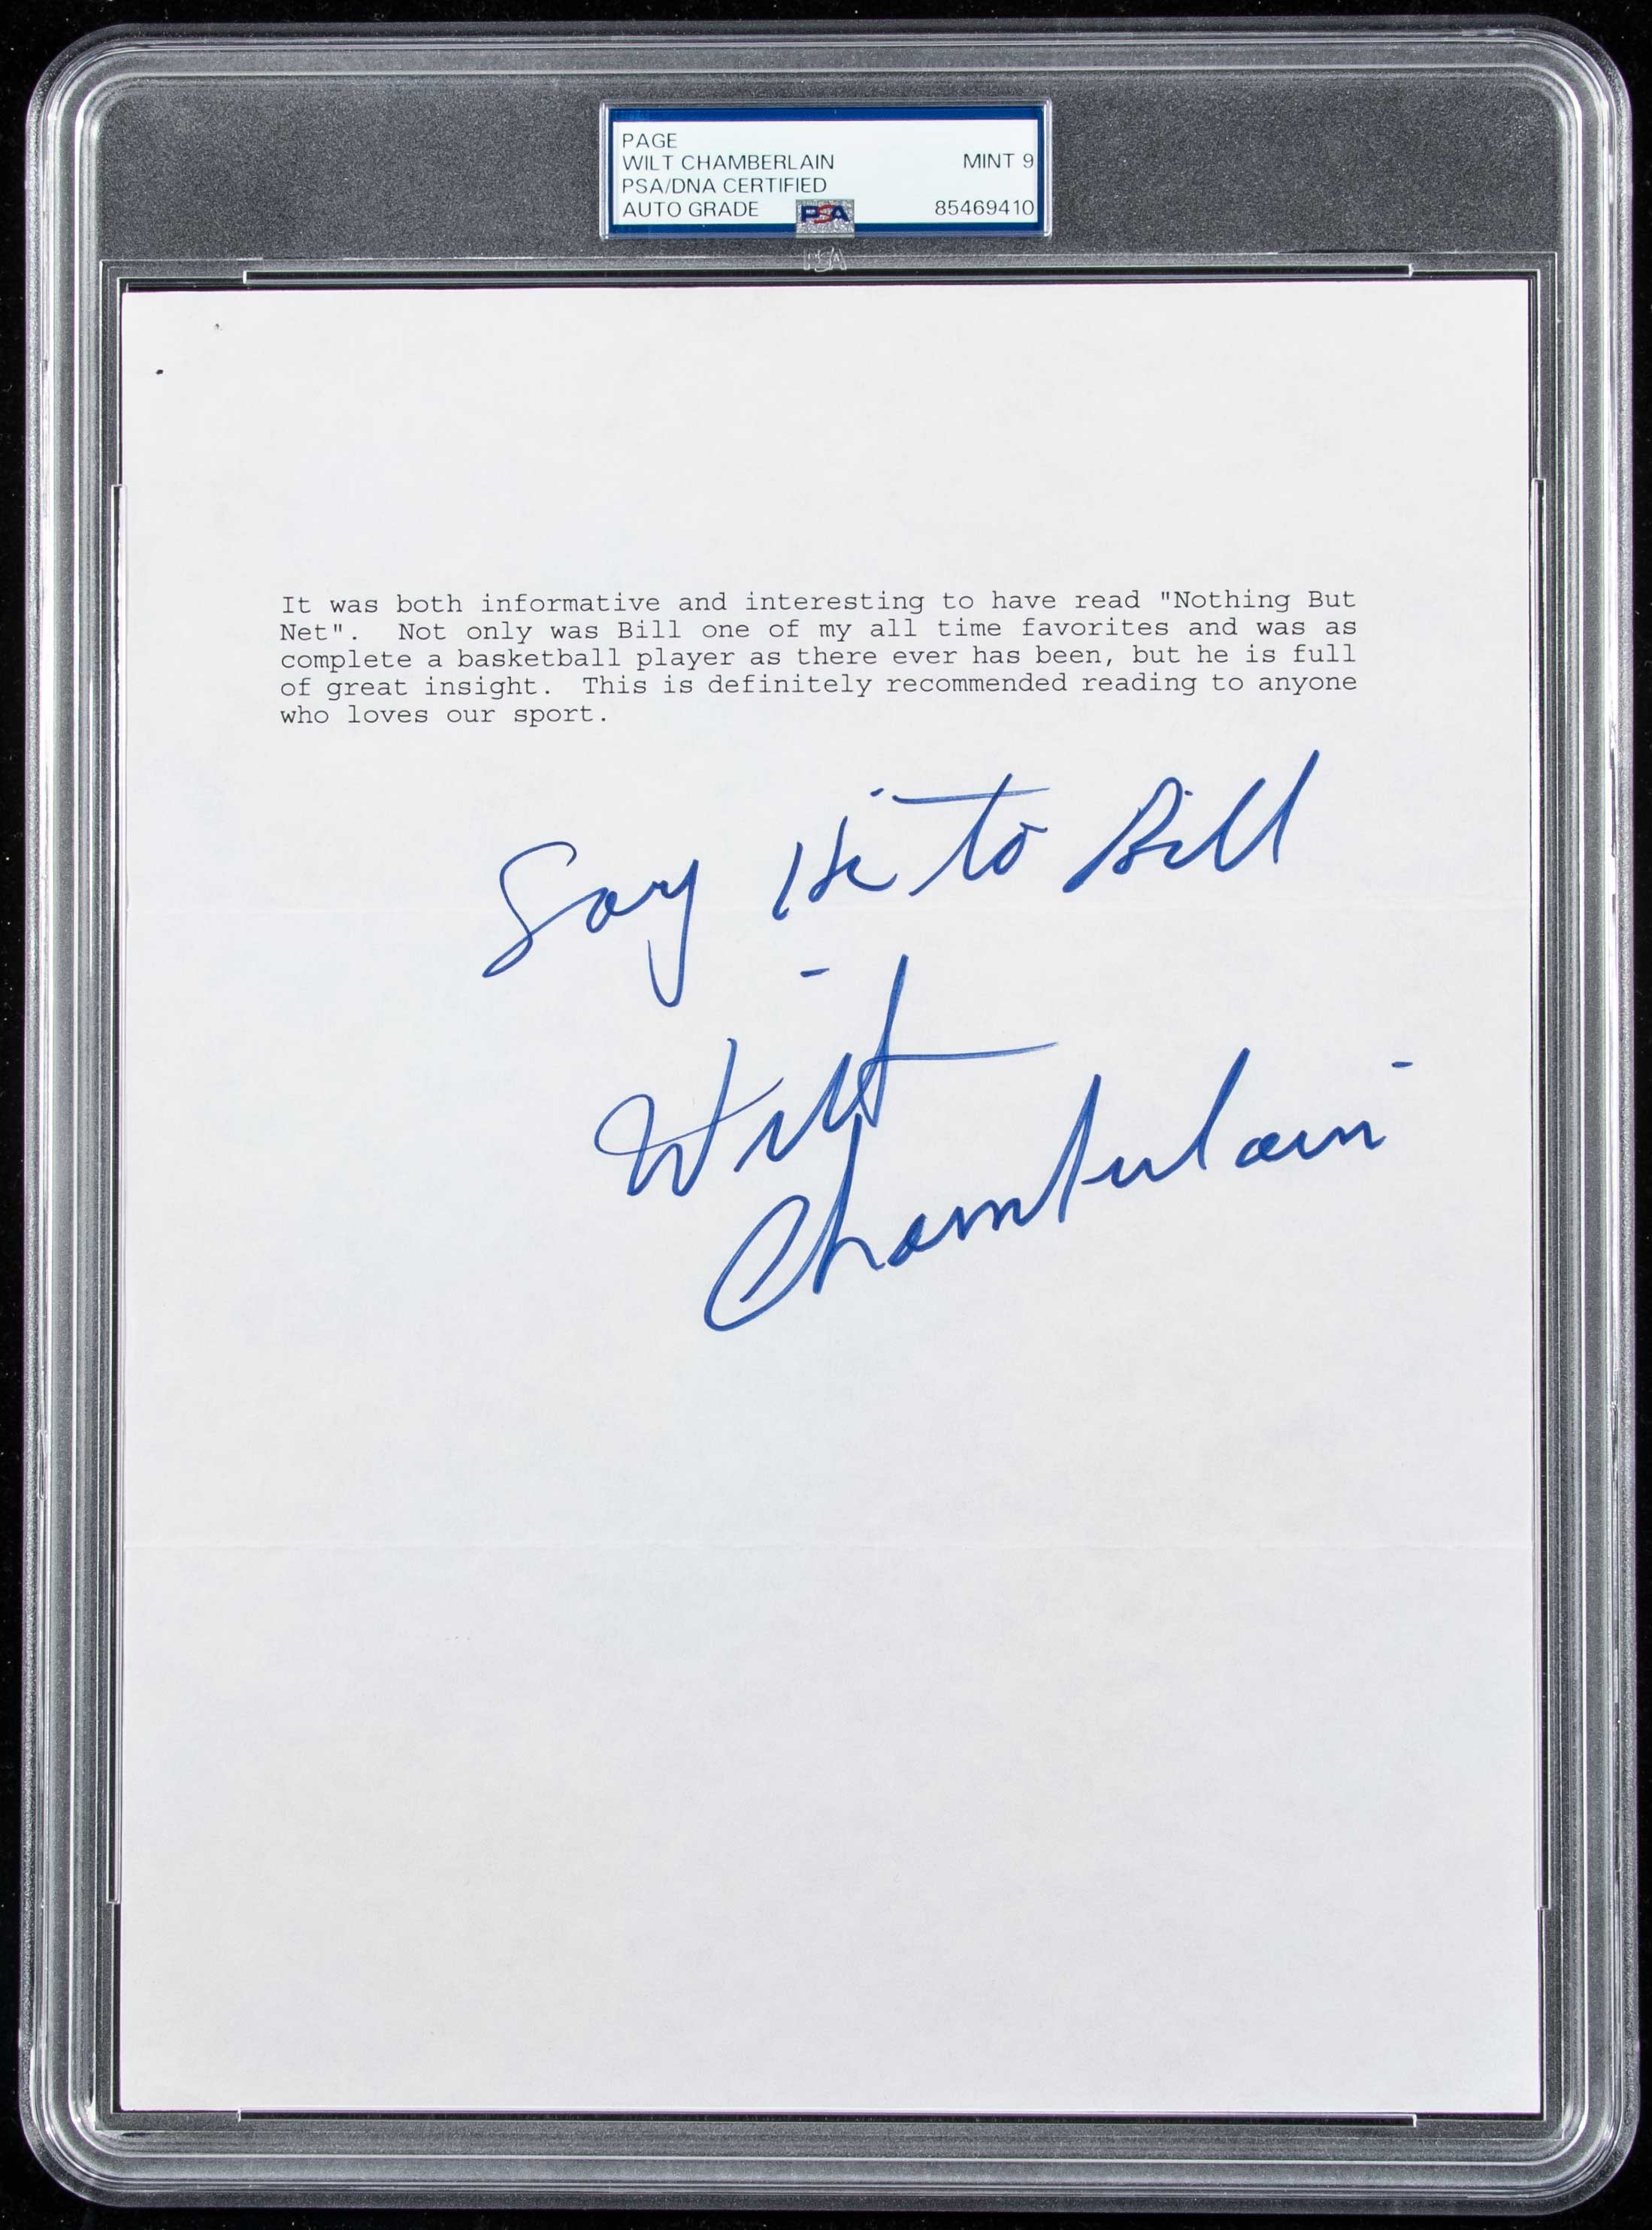 PAGE
WILT CHAMBERLAIN MINT 9
PSA/DNA CERTIFIED
AUTO GRADE PSA 85469410
PSA
It was both informative and interesting to have read "Nothing But
Net". Not only was Bill one of my all time favorites and was as
complete a basketball player as there ever has been, but he is full
of great insight. This is definitely recommended reading to anyone
who loves our sport.
Say Hi to Bill
Wilt
Chamberlain